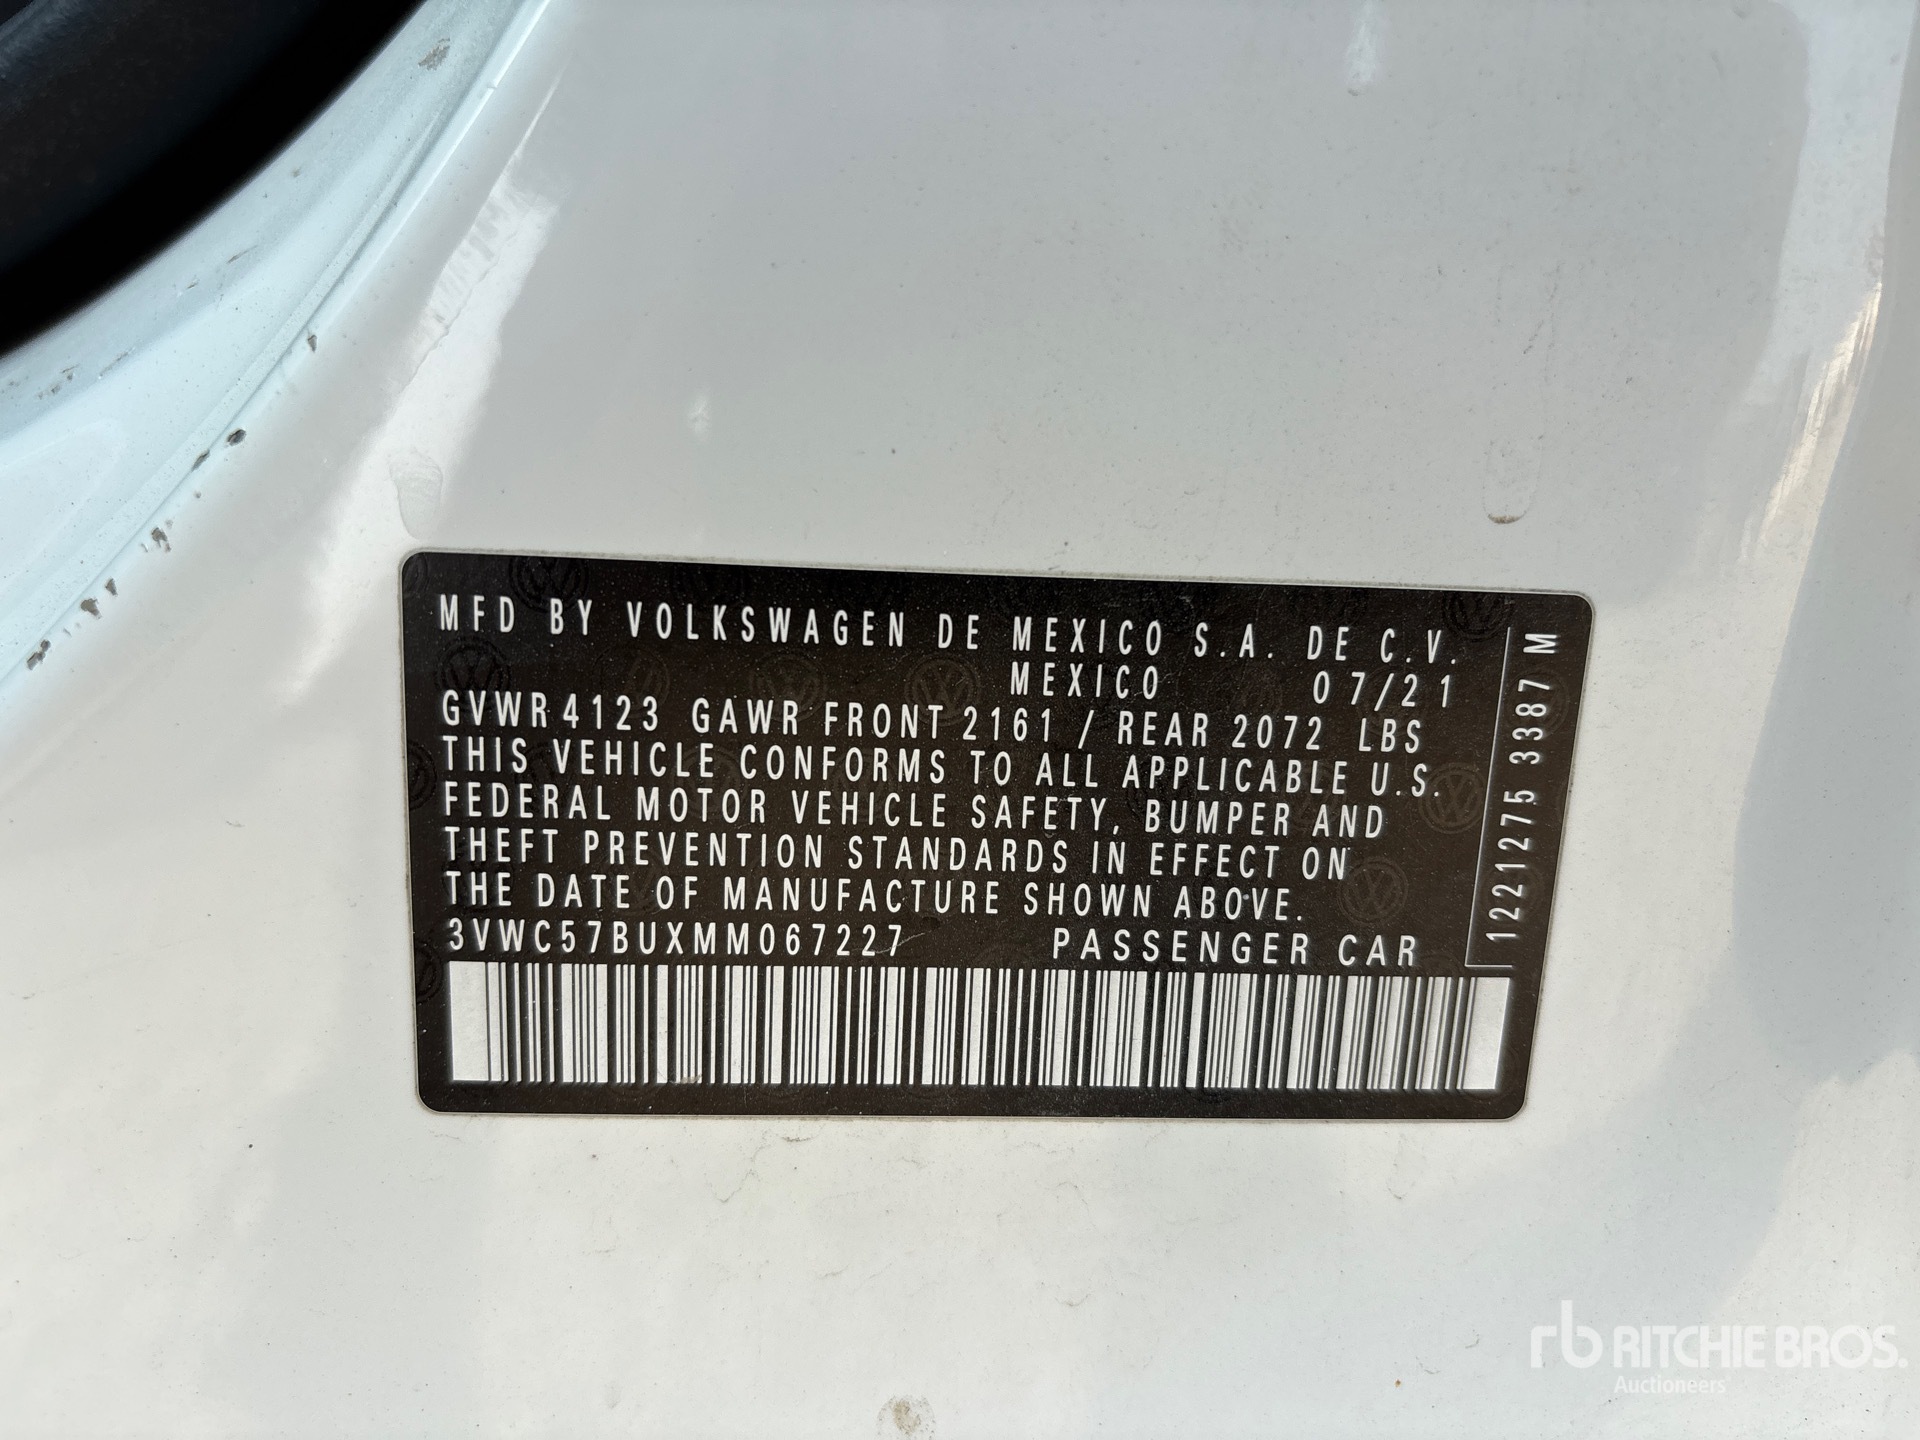 MFD BY VOLKSWAGEN DE MEXICO S.A. DE C.V.
MEXICO 07/21
GVWR 4123 GAWR FRONT 2161 / REAR 2072 LBS
THIS VEHICLE CONFORMS TO ALL APPLICABLE U.S.
FEDERAL MOTOR VEHICLE SAFETY, BUMPER AND
THEFT PREVENTION STANDARDS IN EFFECT ON
THE DATE OF MANUFACTURE SHOWN ABOVE.
3VWC57BUXMM067227 PASSENGER CAR
1221275 3387 M
rb RITCHIE BROS.
Auctioneers